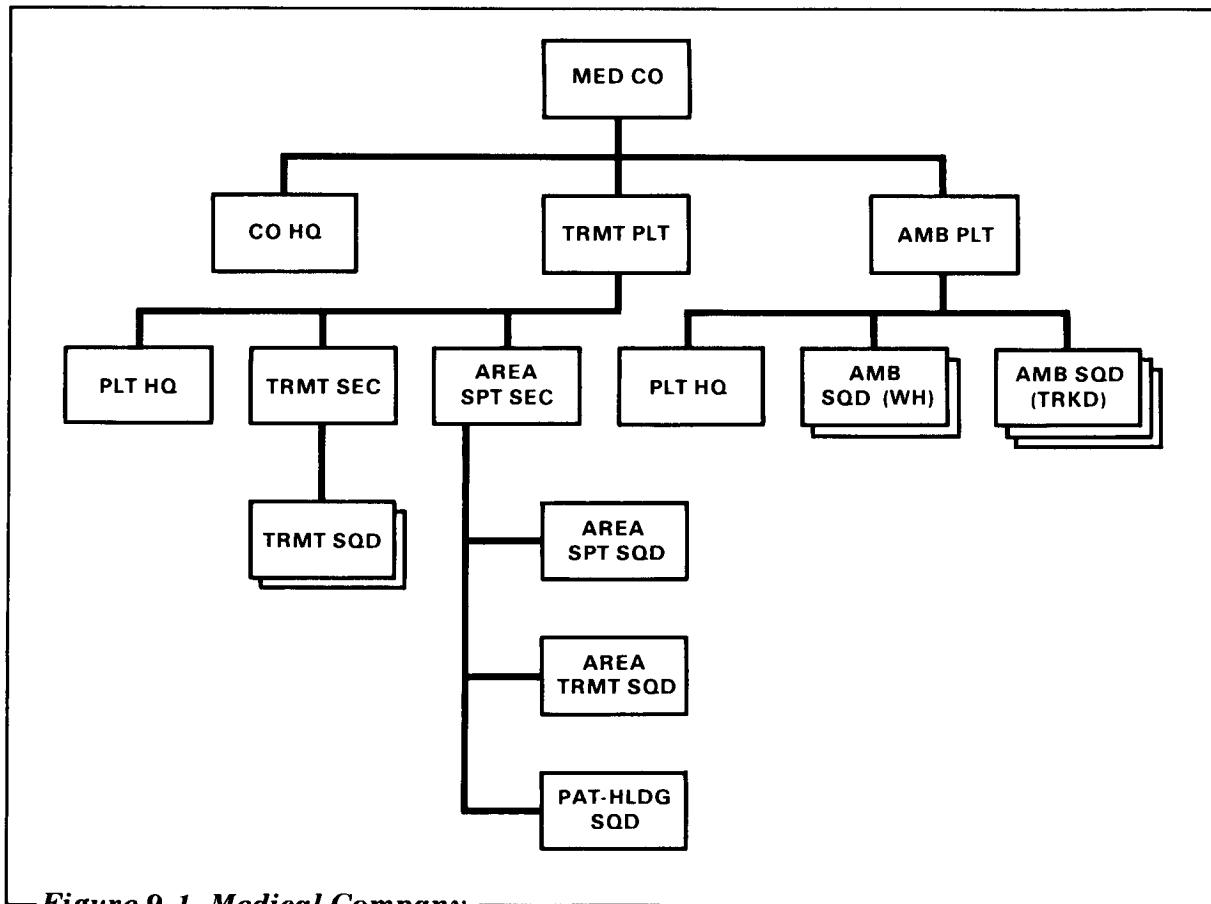 MED CO
CO HQ
TRMT PLT
AMB PLT
PLT HQ
TRMT SEC
AREA
SPT SEC
PLT HQ
AMB
SQD (WH)
AMB SQD
(TRKD)
TRMT SQD
AREA
SPT SQD
AREA
TRMT SQD
PAT-HLDG
SQD
Figure 9-1. Medical Company